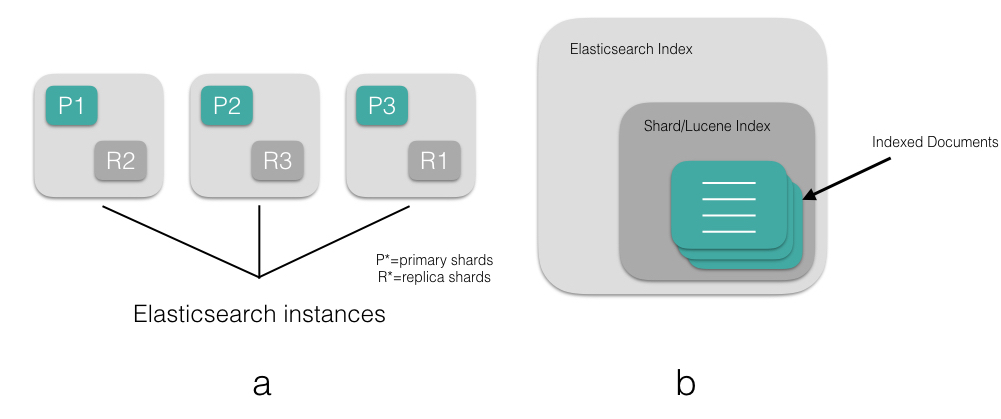 P1
R2
P2
R3
P3
R1
P*=primary shards
R*=replica shards
Elasticsearch instances
a
Elasticsearch Index
Shard/Lucene Index
Indexed Documents
b